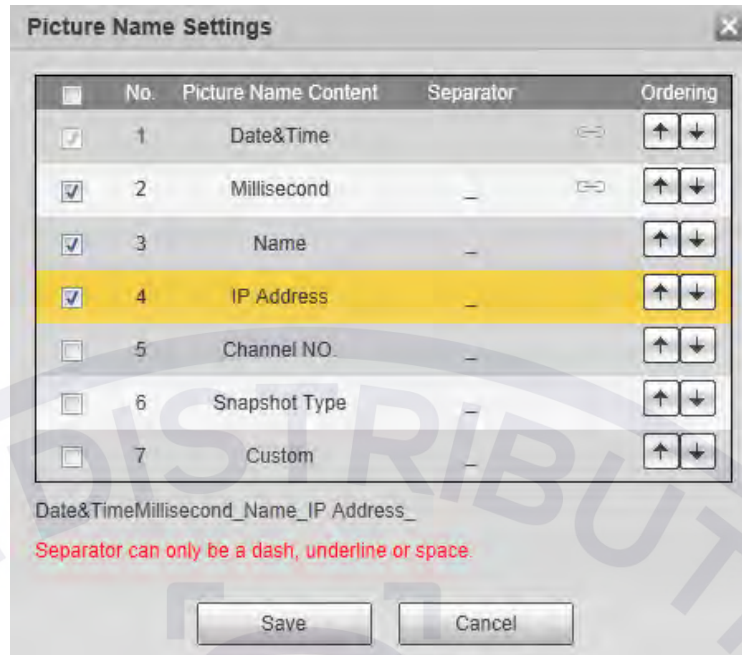 Picture Name Settings
No. Picture Name Content Separator Ordering
1 Date&Time
2 Millisecond _
3 Name _
4 IP Address _
5 Channel NO. _
6 Snapshot Type _
7 Custom _
Date&TimeMillisecond_Name_IP Address_
Separator can only be a dash, underline or space.
Save Cancel